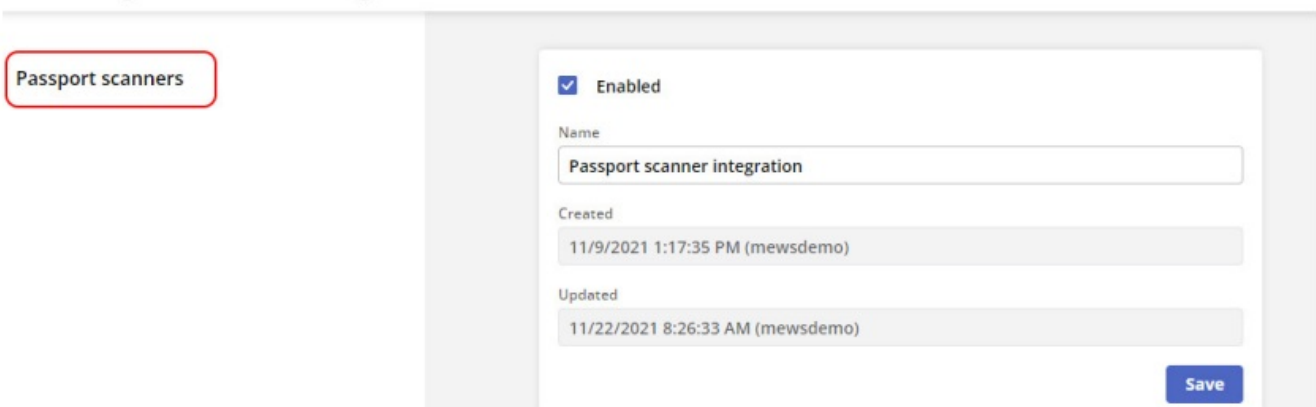 Passport scanners
Enabled
Name
Passport scanner integration
Created
11/9/2021 1:17:35 PM (mewsdemo)
Updated
11/22/2021 8:26:33 AM (mewsdemo)
Save